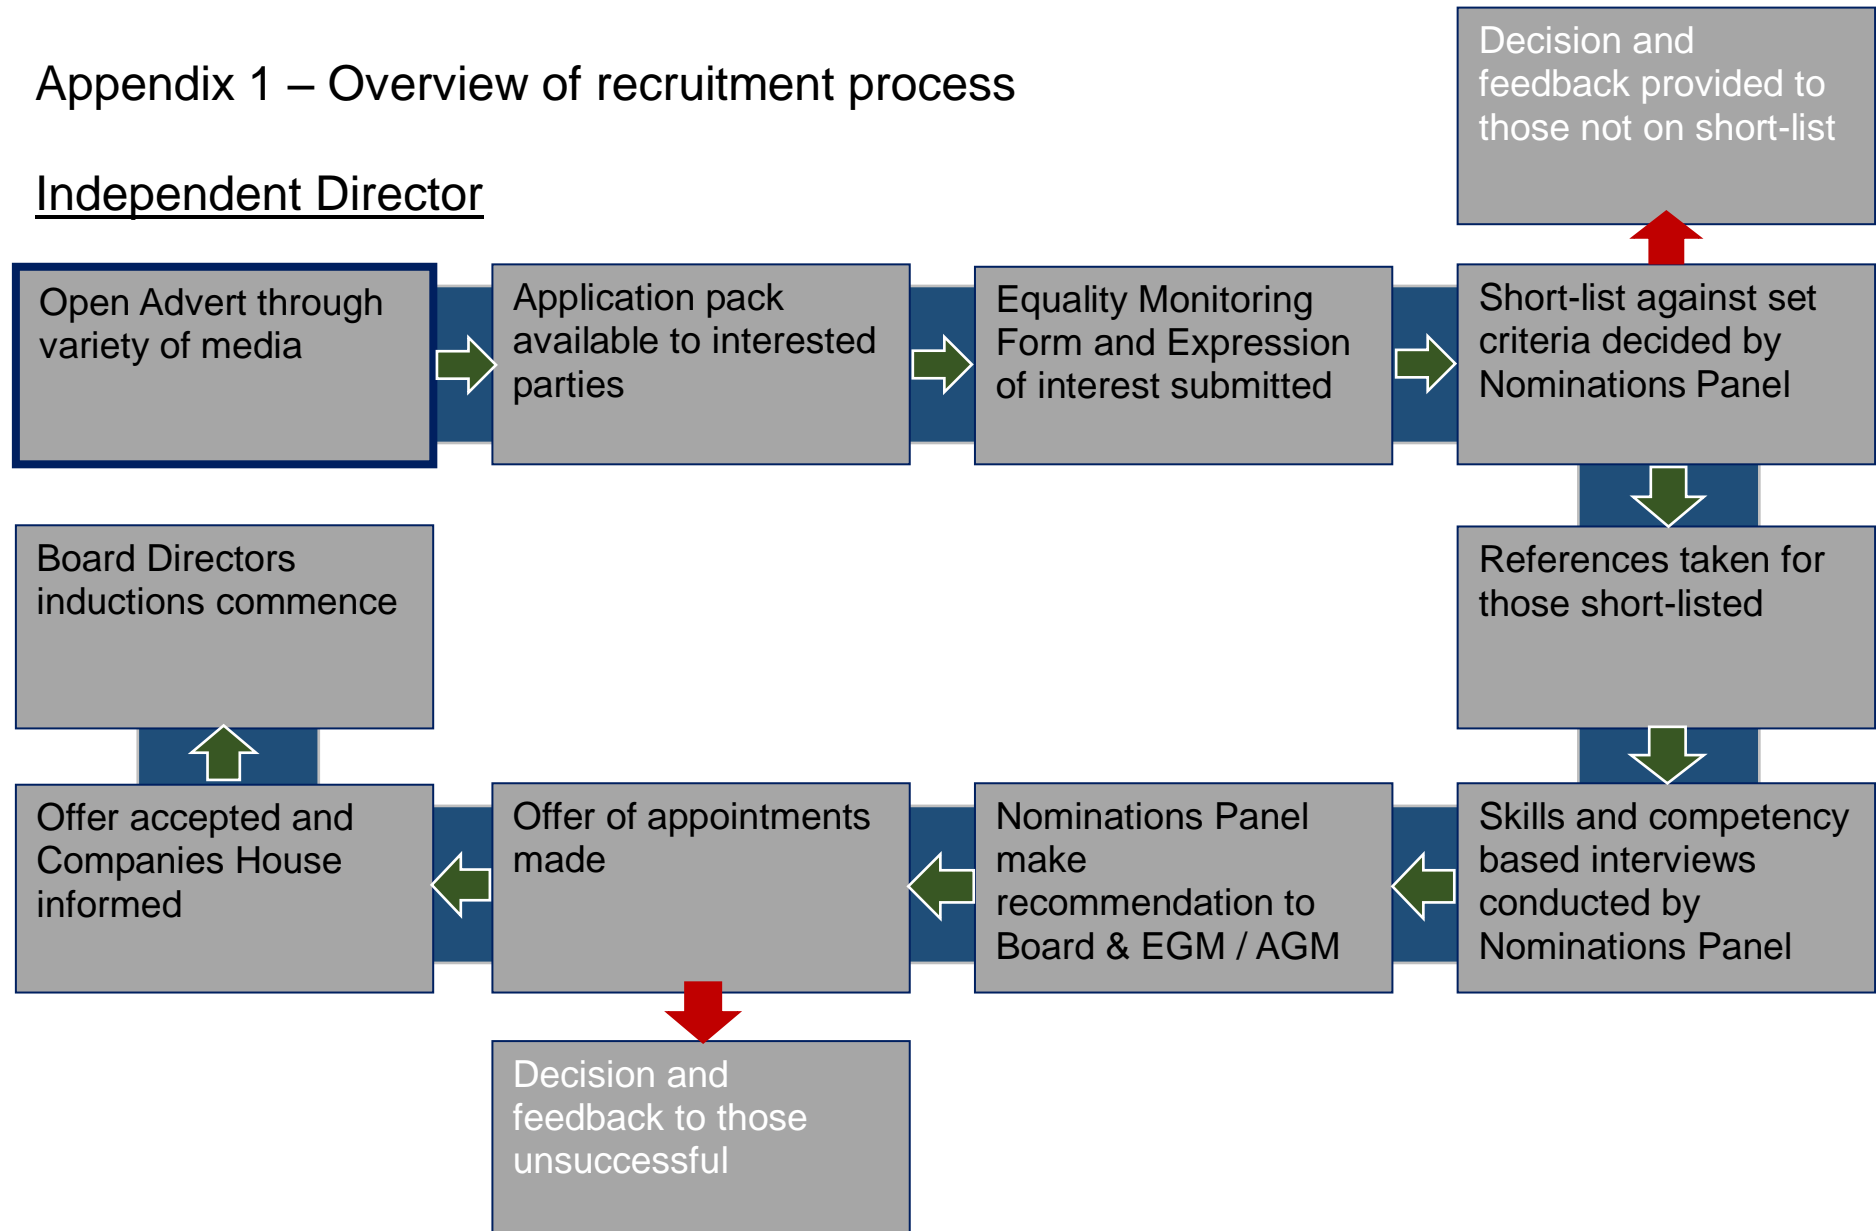 Appendix 1 – Overview of recruitment process
Independent Director
Decision and
feedback provided to
those not on short-list
Open Advert through
variety of media
Application pack
available to interested
parties
Equality Monitoring
Form and Expression
of interest submitted
Short-list against set
criteria decided by
Nominations Panel
References taken for
those short-listed
Skills and competency
based interviews
conducted by
Nominations Panel
Nominations Panel
make
recommendation to
Board & EGM / AGM
Offer of appointments
made
Decision and
feedback to those
unsuccessful
Offer accepted and
Companies House
informed
Board Directors
inductions commence